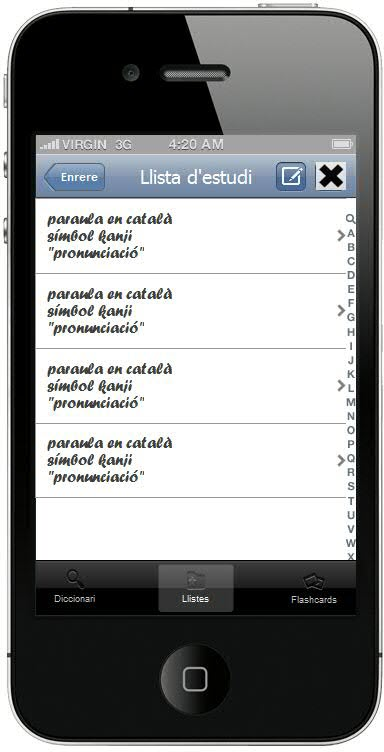 VIRGIN 3G 4:20 AM
Enrere Llista d'estudi
paraula en català
símbol kanji
"pronunciació"
paraula en català
símbol kanji
"pronunciació"
paraula en català
símbol kanji
"pronunciació"
paraula en català
símbol kanji
"pronunciació"
A
B
C
D
E
F
G
H
I
J
K
L
M
N
O
P
Q
R
S
T
U
V
W
X
Diccionari Llistes Flashcards